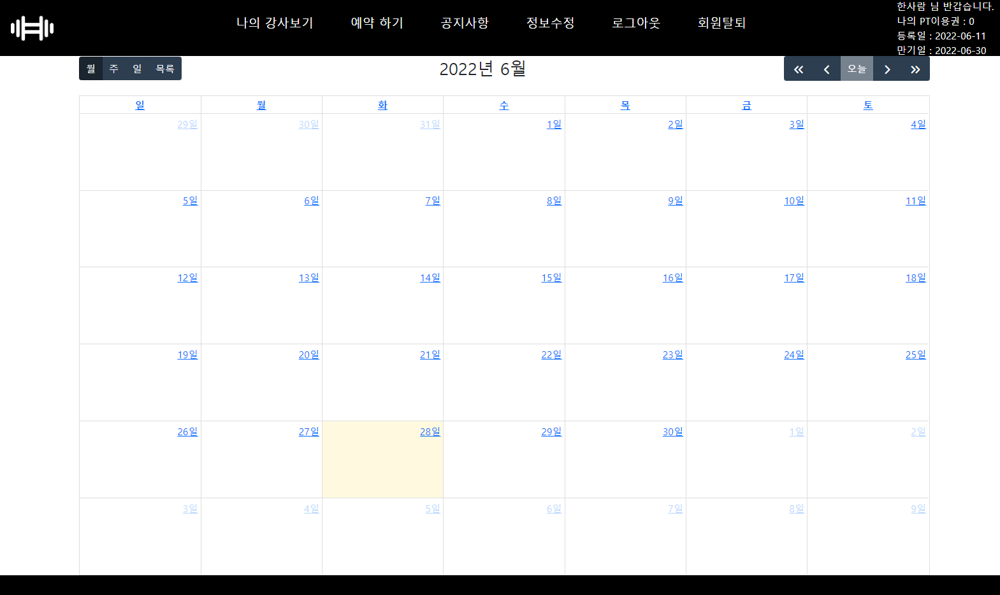 나의 강사보기 예약 하기 공지사항 정보수정 로그아웃 회원탈퇴
한사람 님 반갑습니다.
나의 PT이용권 : 0
등록일 : 2022-06-11
만기일 : 2022-06-30
월 주 일 목록
2022년 6월
오늘
일 월 화 수 목 금 토
29일 30일 31일 1일 2일 3일 4일
5일 6일 7일 8일 9일 10일 11일
12일 13일 14일 15일 16일 17일 18일
19일 20일 21일 22일 23일 24일 25일
26일 27일 28일 29일 30일 1일 2일
3일 4일 5일 6일 7일 8일 9일